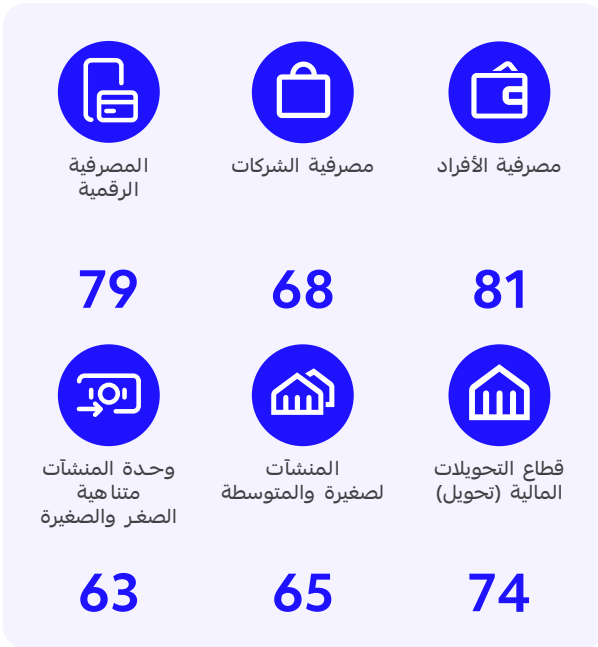 مصرفية الأفراد
81
مصرفية الشركات
68
المصرفية
الرقمية
79
قطاع التحويلات
المالية (تحويل)
74
المنشآت
لصغيرة والمتوسطة
65
وحدة المنشآت
متناهية
الصغر والصغيرة
63